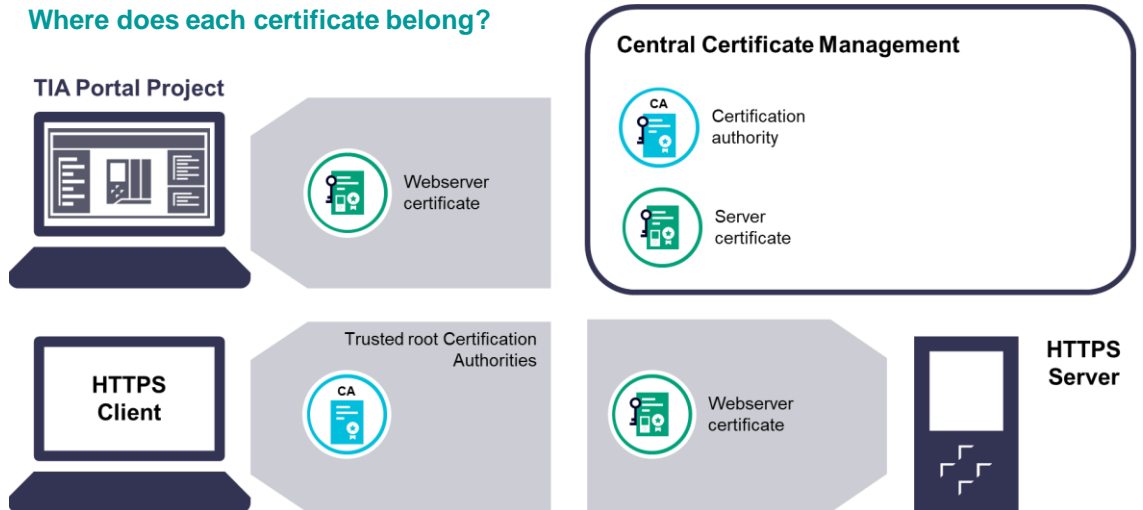 Where does each certificate belong?
Central Certificate Management
CA
Certification
authority
Server
certificate
TIA Portal Project
Webserver
certificate
HTTPS
Client
Trusted root Certification
Authorities
CA
Webserver
certificate
HTTPS
Server